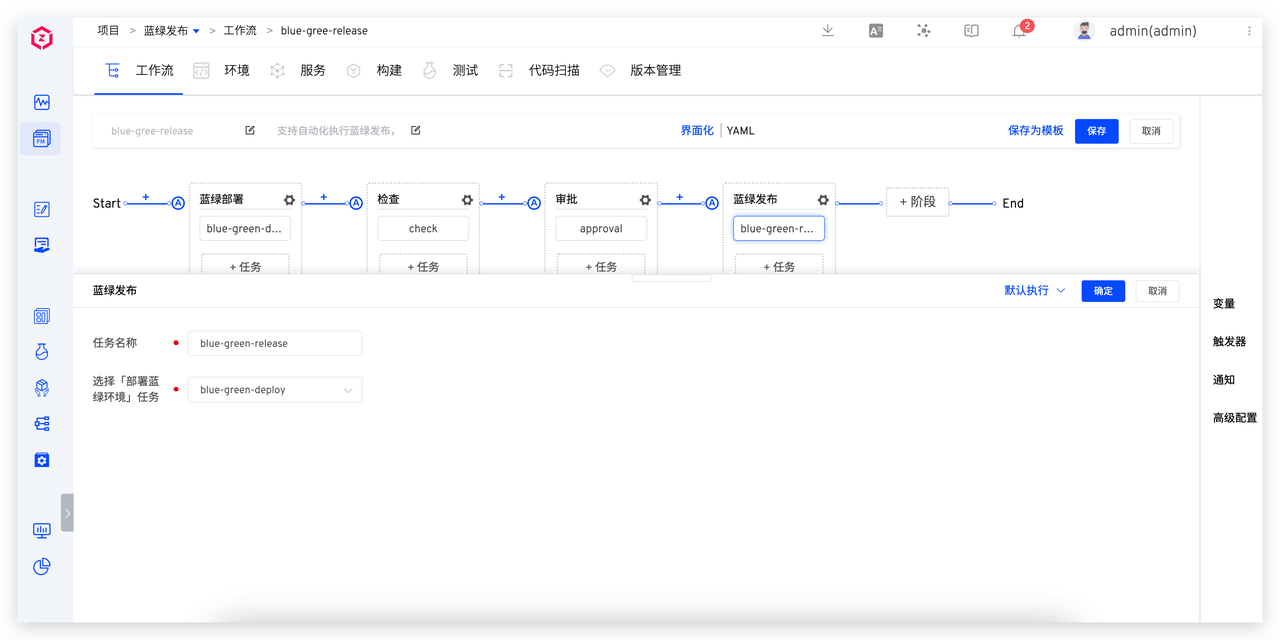 项目 > 蓝绿发布 > 工作流 > blue-gree-release
2
admin(admin)
工作流 环境 服务 构建 测试 代码扫描 版本管理
blue-gree-release 支持自动化执行蓝绿发布, 界面化 | YAML 保存为模板 保存 取消
Start + A 蓝绿部署 + A 检查 + A 审批 + A 蓝绿发布 + 阶段 End
blue-green-d... check approval blue-green-r...
+ 任务 + 任务 + 任务 + 任务
蓝绿发布 默认执行 确定 取消
任务名称 blue-green-release
选择「部署蓝
绿环境」任务 blue-green-deploy
变量
触发器
通知
高级配置